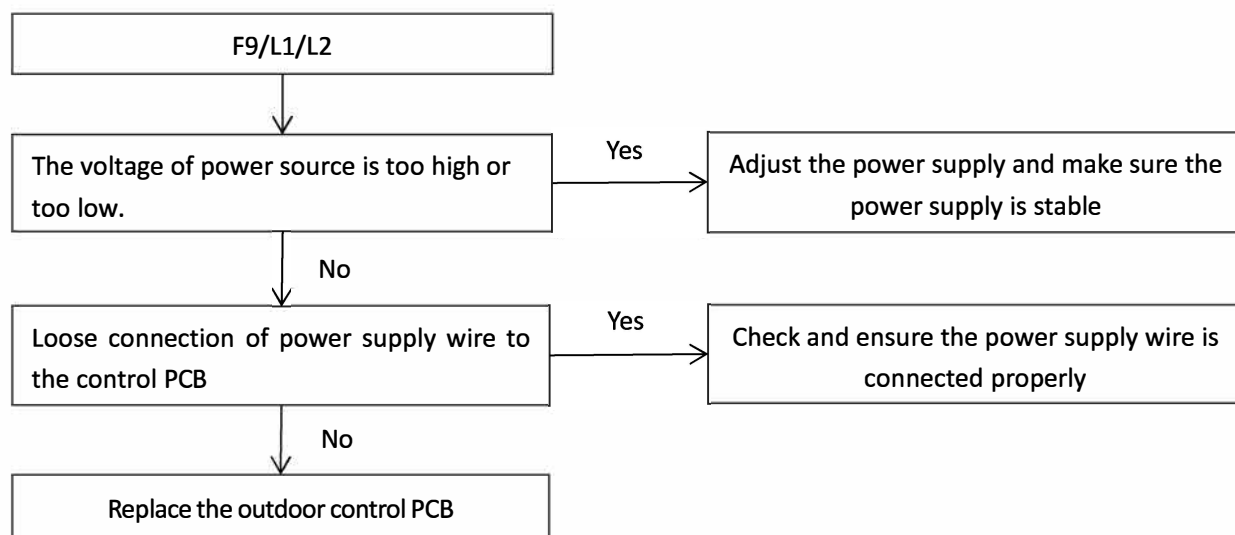 F9/L1/L2
The voltage of power source is too high or
too low.
Yes
Adjust the power supply and make sure the
power supply is stable
No
Loose connection of power supply wire to
the control PCB
Yes
Check and ensure the power supply wire is
connected properly
No
Replace the outdoor control PCB